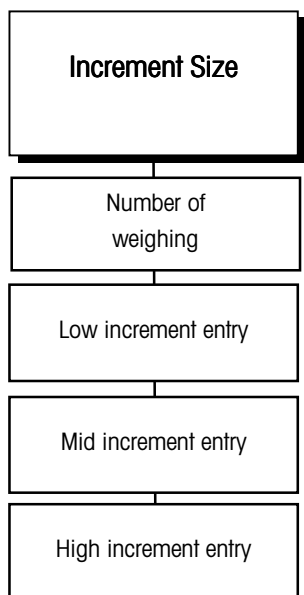 Increment Size
Number of
weighing
Low increment entry
Mid increment entry
High increment entry